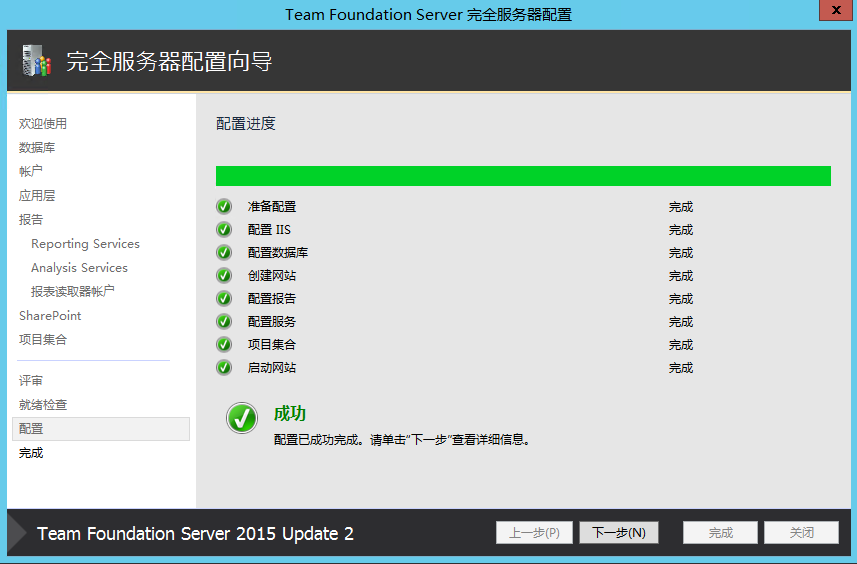 Team Foundation Server 完全服务器配置
完全服务器配置向导
欢迎使用
数据库
帐户
应用层
报告
Reporting Services
Analysis Services
报表读取器帐户
SharePoint
项目集合
评审
就绪检查
配置
完成
配置进度
准备配置 完成
配置 IIS 完成
配置数据库 完成
创建网站 完成
配置报告 完成
配置服务 完成
项目集合 完成
启动网站 完成
成功
配置已成功完成。请单击"下一步"查看详细信息。
Team Foundation Server 2015 Update 2
上一步(P) 下一步(N) 完成 关闭